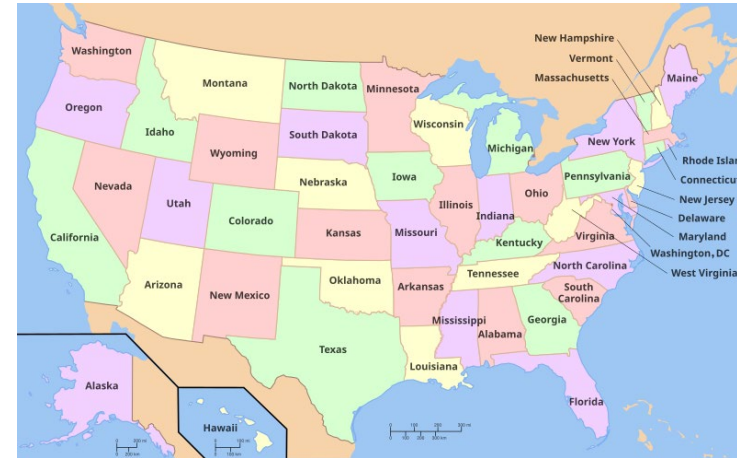 New Hampshire
Washington
Vermont
Massachusetts
Maine
Montana
North Dakota
Minnesota
Oregon
Idaho
Wisconsin
South Dakota
New York
Michigan
Wyoming
Rhode Islan
Pennsylvania
Connecticut
Iowa
Nebraska
Nevada
Ohio
New Jersey
Utah
Illinois
Indiana
Delaware
Colorado
California
Kansas
Missouri
Virginia
Maryland
Kentucky
Washington, DC
North Carolina
West Virginia
Tennessee
Oklahoma
Arizona
Arkansas
South
Carolina
New Mexico
Mississippi
Georgia
Alabama
Texas
Louisiana
Alaska
Florida
Hawaii